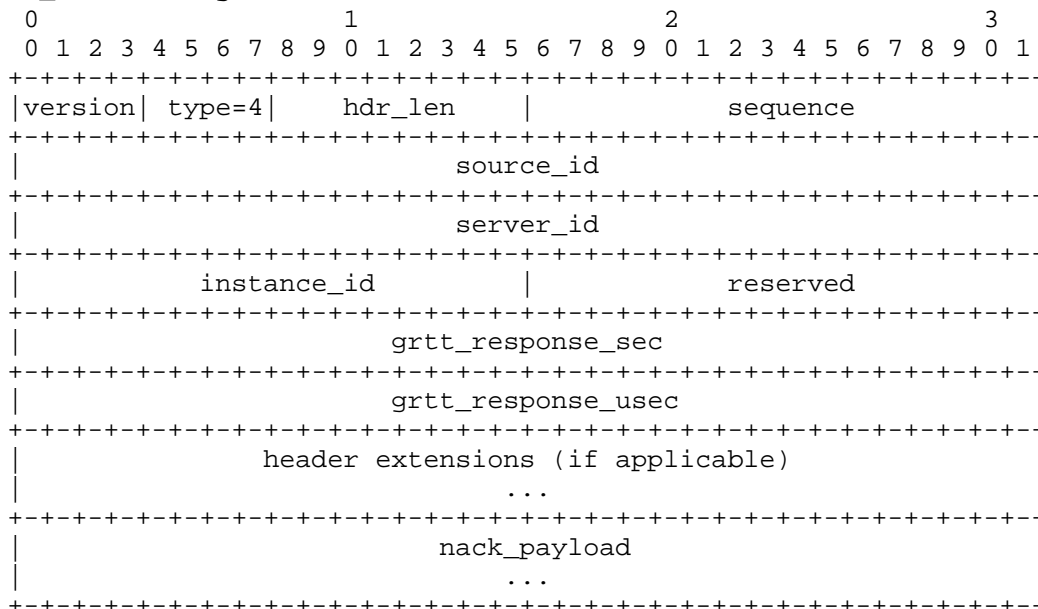 0 1 2 3
0 1 2 3 4 5 6 7 8 9 0 1 2 3 4 5 6 7 8 9 0 1 2 3 4 5 6 7 8 9 0 1
+-+-+-+-+-+-+-+-+-+-+-+-+-+-+-+-+-+-+-+-+-+-+-+-+-+-+-+-+-+-+-+--
|version| type=4| hdr_len | sequence
+-+-+-+-+-+-+-+-+-+-+-+-+-+-+-+-+-+-+-+-+-+-+-+-+-+-+-+-+-+-+-+--
| source_id
+-+-+-+-+-+-+-+-+-+-+-+-+-+-+-+-+-+-+-+-+-+-+-+-+-+-+-+-+-+-+-+--
| server_id
+-+-+-+-+-+-+-+-+-+-+-+-+-+-+-+-+-+-+-+-+-+-+-+-+-+-+-+-+-+-+-+--
| instance_id | reserved
+-+-+-+-+-+-+-+-+-+-+-+-+-+-+-+-+-+-+-+-+-+-+-+-+-+-+-+-+-+-+-+--
| grtt_response_sec
+-+-+-+-+-+-+-+-+-+-+-+-+-+-+-+-+-+-+-+-+-+-+-+-+-+-+-+-+-+-+-+--
| grtt_response_usec
+-+-+-+-+-+-+-+-+-+-+-+-+-+-+-+-+-+-+-+-+-+-+-+-+-+-+-+-+-+-+-+--
| header extensions (if applicable)
| ...
+-+-+-+-+-+-+-+-+-+-+-+-+-+-+-+-+-+-+-+-+-+-+-+-+-+-+-+-+-+-+-+--
| nack_payload
| ...
+-+-+-+-+-+-+-+-+-+-+-+-+-+-+-+-+-+-+-+-+-+-+-+-+-+-+-+-+-+-+-+--